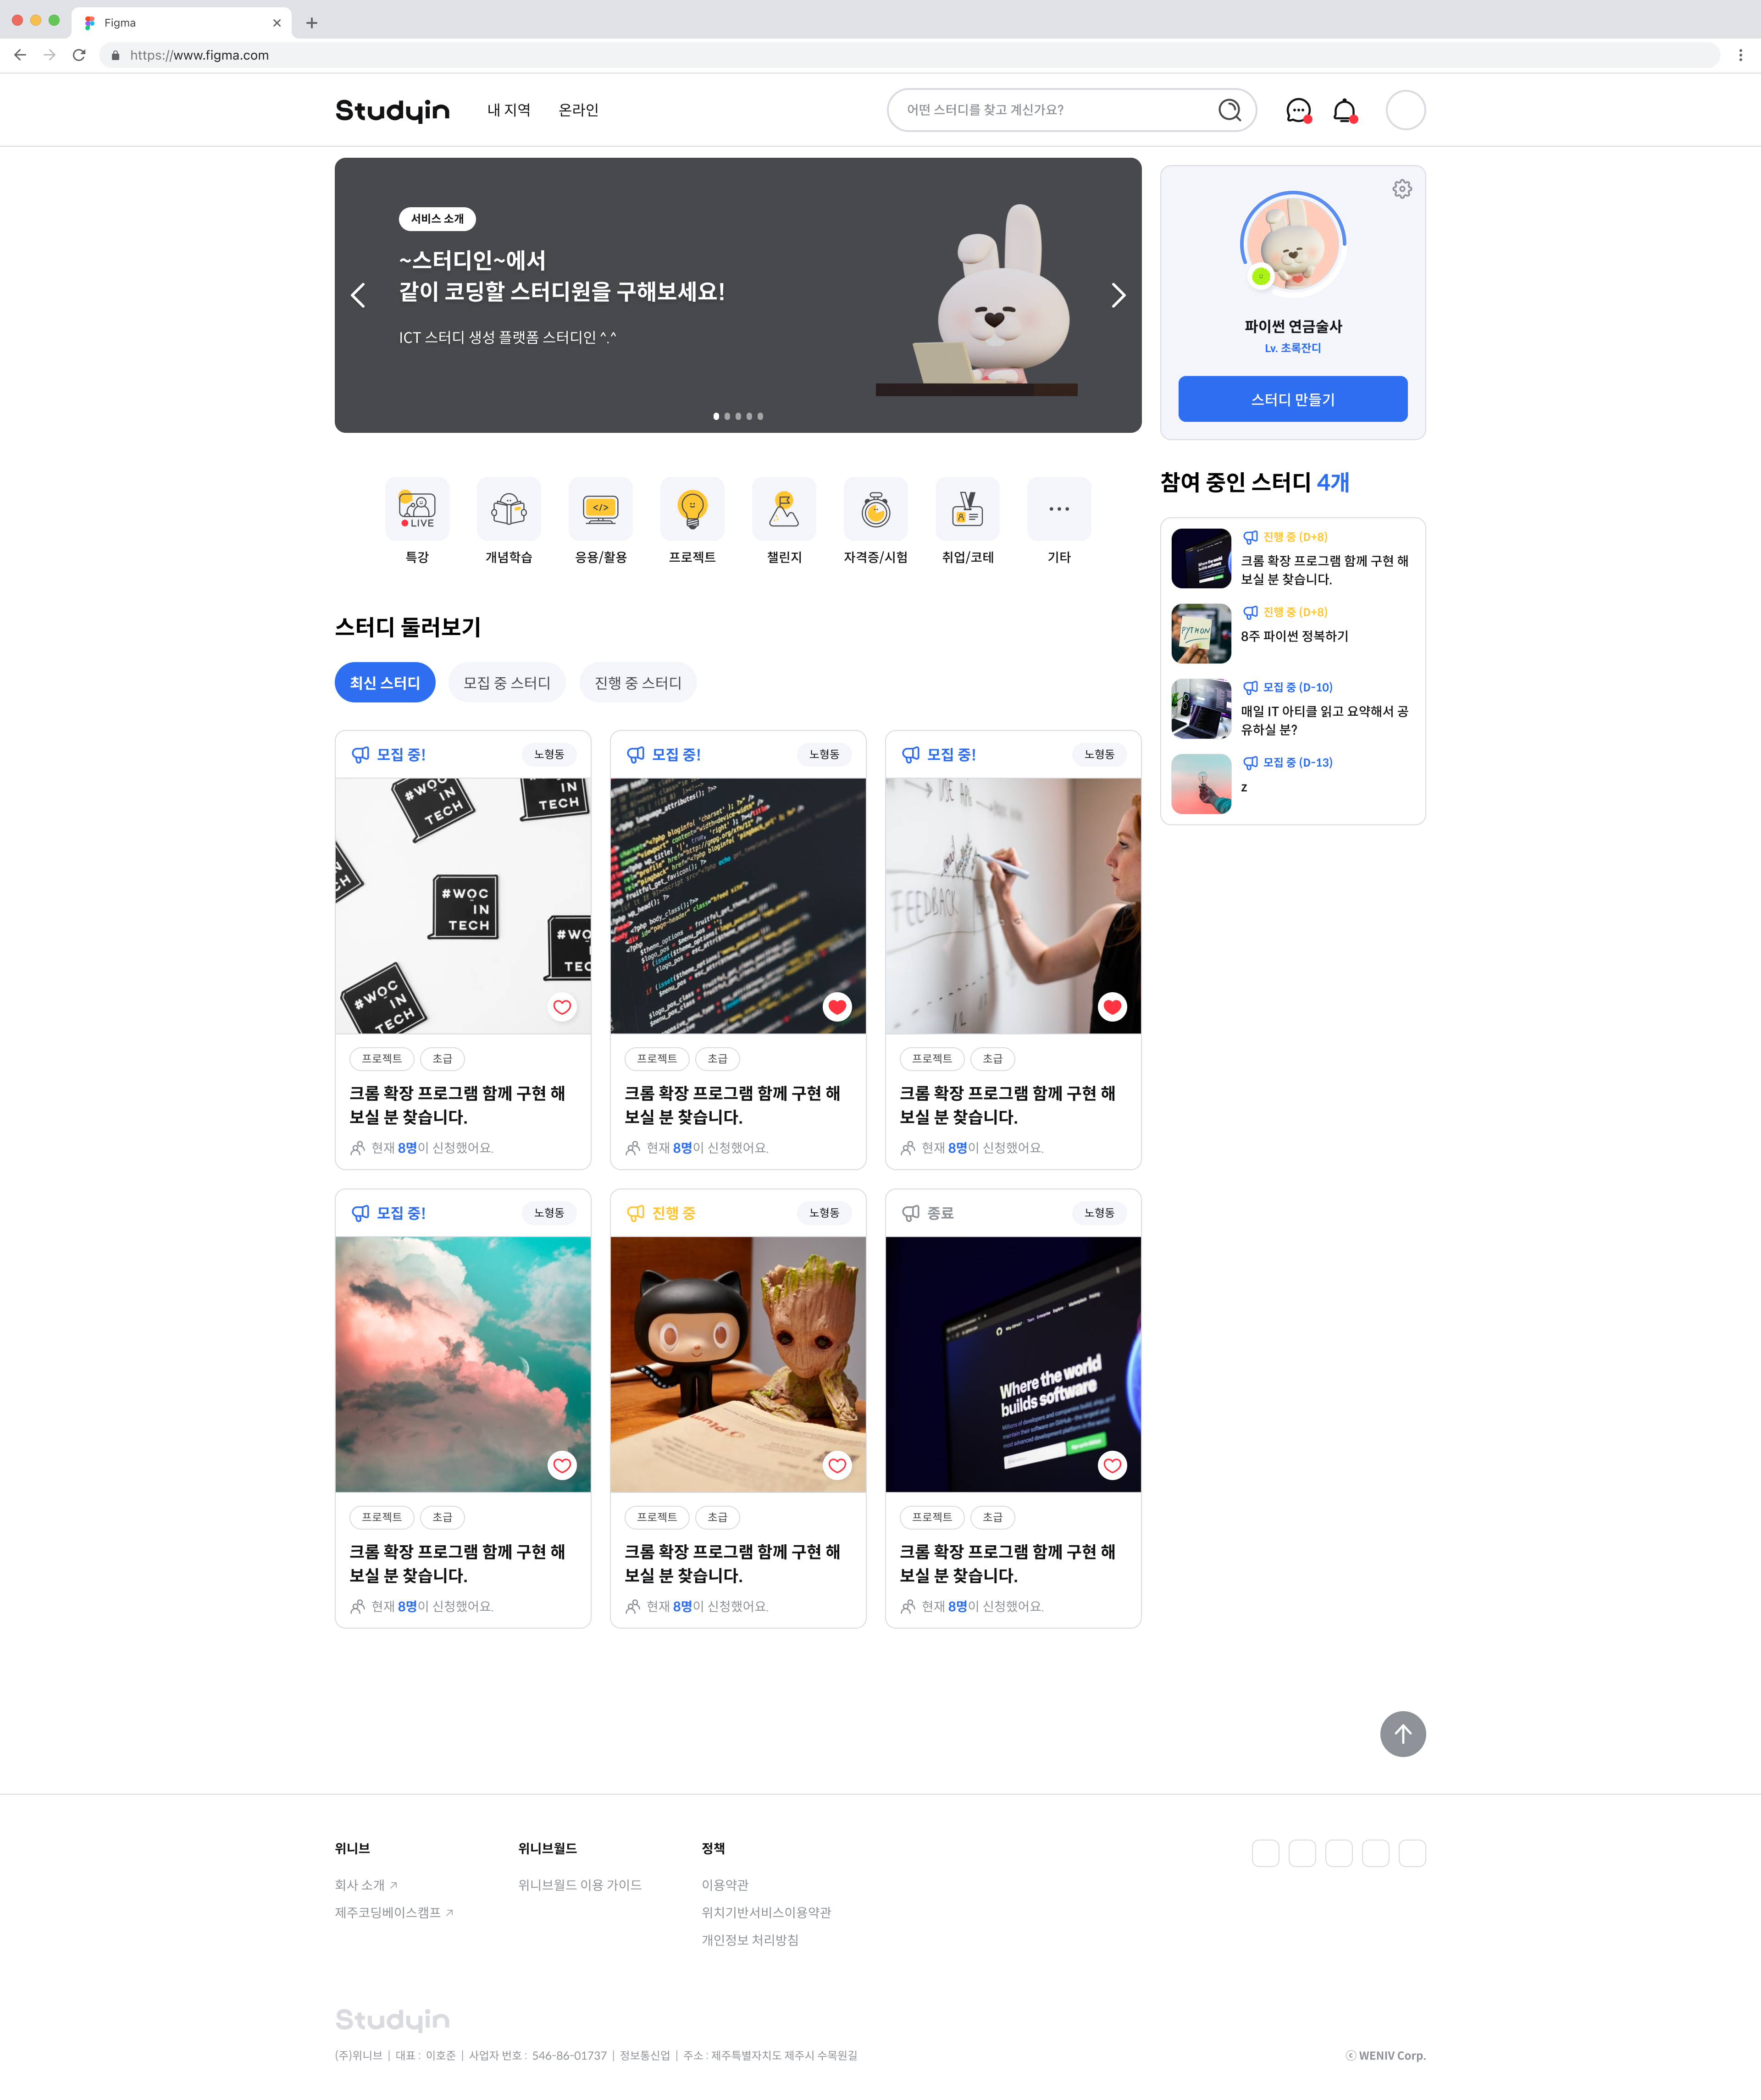 Figma
https://www.figma.com
Studyin
내 지역
온라인
어떤 스터디를 찾고 계신가요?
서비스 소개
~스터디인~에서
같이 코딩할 스터디원을 구해보세요!
ICT 스터디 생성 플랫폼 스터디인 ^.^
파이썬 연금술사
Lv. 초록잔디
스터디 만들기
LIVE
</>
특강
개념학습
응용/활용
프로젝트
챌린지
자격증/시험
취업/코테
기타
참여 중인 스터디 4개
진행 중 (D+8)
크롬 확장 프로그램 함께 구현 해
보실 분 찾습니다.
PYTHON
진행 중 (D+8)
8주 파이썬 정복하기
모집 중 (D-10)
매일 IT 아티클 읽고 요약해서 공
유하실 분?
모집 중 (D-13)
z
스터디 둘러보기
최신 스터디
모집 중 스터디
진행 중 스터디
모집 중!
노형동
#WOC
IN
TECH
프로젝트
초급
크롬 확장 프로그램 함께 구현 해
보실 분 찾습니다.
현재 8명이 신청했어요.
모집 중!
노형동
프로젝트
초급
크롬 확장 프로그램 함께 구현 해
보실 분 찾습니다.
현재 8명이 신청했어요.
모집 중!
노형동
FEEDBACK
프로젝트
초급
크롬 확장 프로그램 함께 구현 해
보실 분 찾습니다.
현재 8명이 신청했어요.
모집 중!
노형동
프로젝트
초급
크롬 확장 프로그램 함께 구현 해
보실 분 찾습니다.
현재 8명이 신청했어요.
진행 중
노형동
프로젝트
초급
크롬 확장 프로그램 함께 구현 해
보실 분 찾습니다.
현재 8명이 신청했어요.
종료
노형동
Where the world
builds software
프로젝트
초급
크롬 확장 프로그램 함께 구현 해
보실 분 찾습니다.
현재 8명이 신청했어요.
위니브
회사 소개
제주코딩베이스캠프
위니브월드
위니브월드 이용 가이드
정책
이용약관
위치기반서비스이용약관
개인정보 처리방침
Studyin
(주)위니브 | 대표 : 이호준 | 사업자 번호 : 546-86-01737 | 정보통신업 | 주소 : 제주특별자치도 제주시 수목원길
ⓒ WENIV Corp.